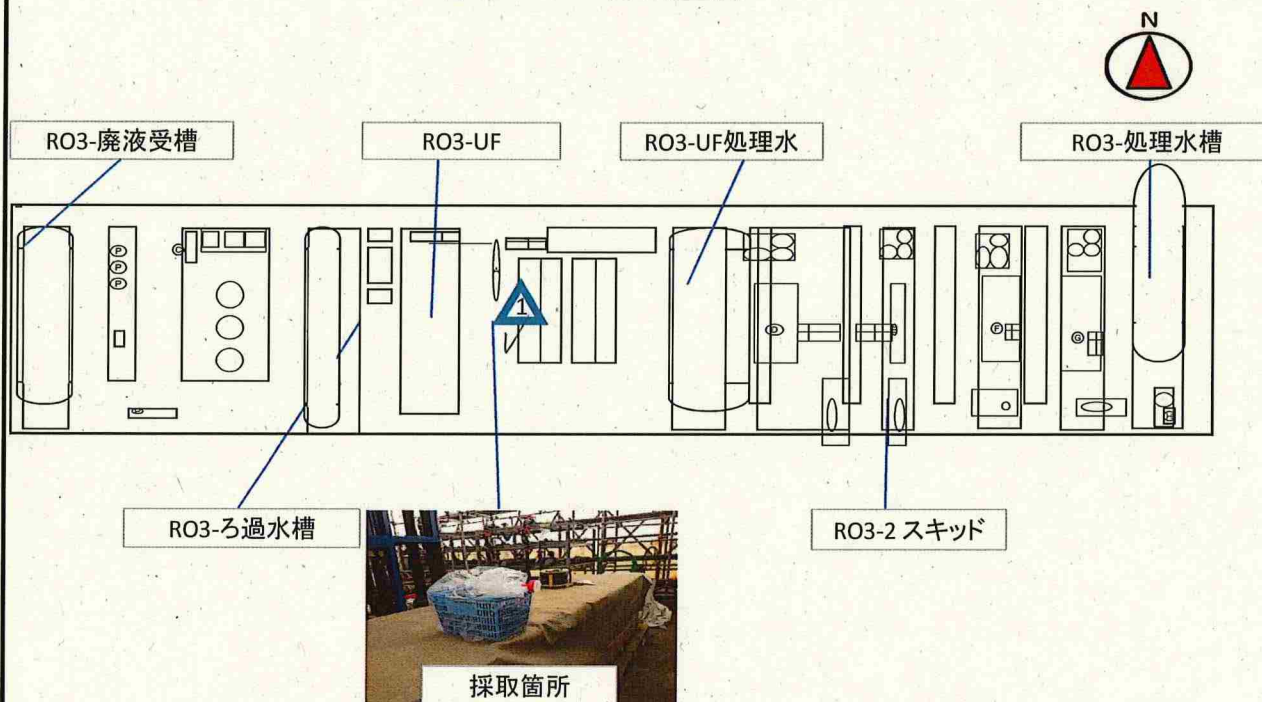 N
RO3-廃液受槽
RO3-UF
RO3-UF処理水
RO3-処理水槽
P
P
P
1
F
G
RO3-ろ過水槽
RO3-2 スキッド
採取箇所